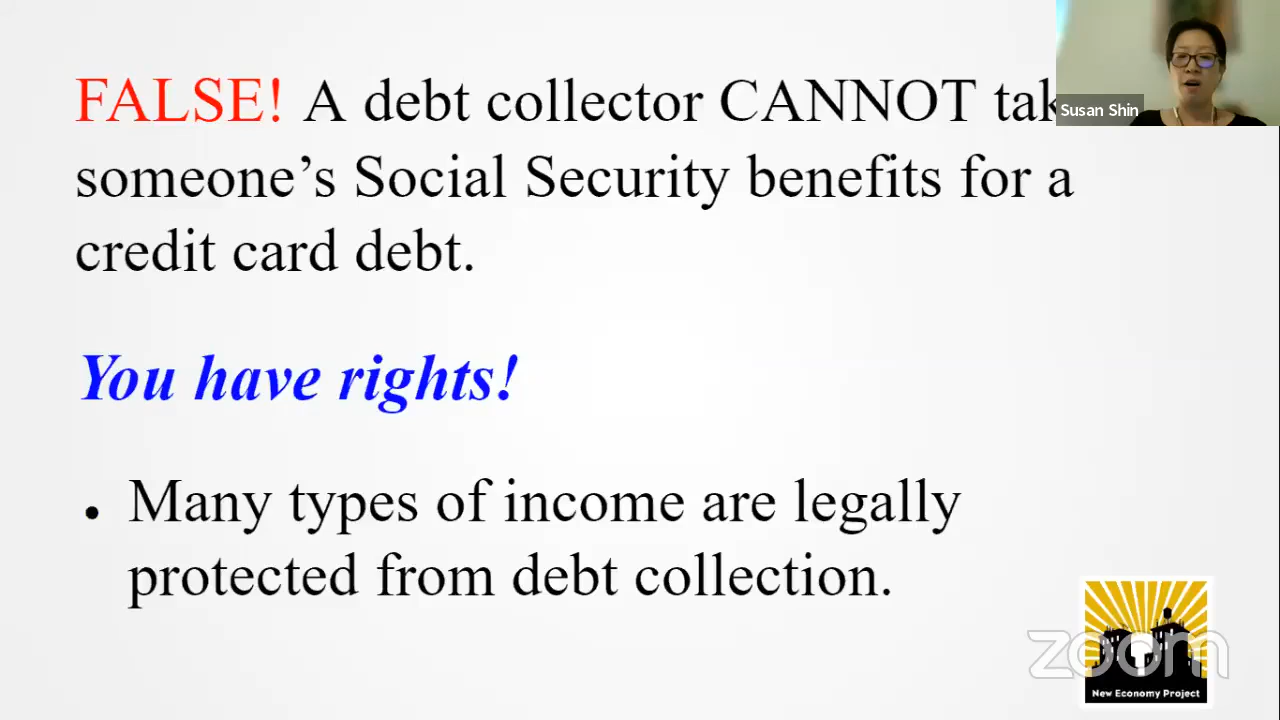 FALSE! A debt collector CANNOT tak
Susan Shin
someone’s Social Security benefits for a
credit card debt.
You have rights!
• Many types of income are legally
protected from debt collection.
zoom
New Economy Project